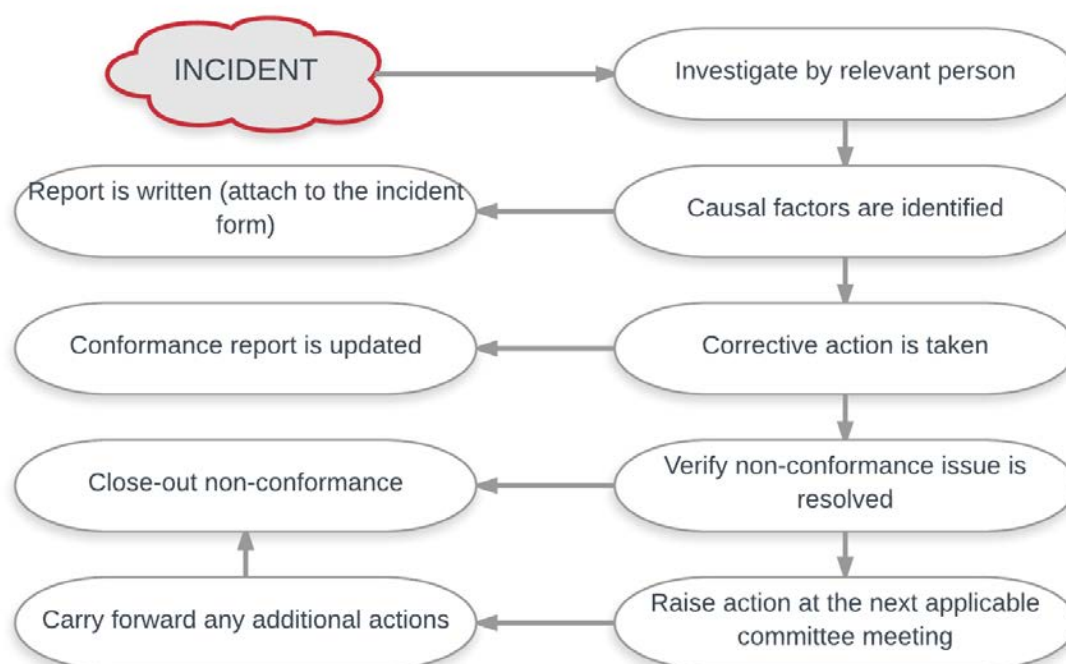 INCIDENT
Investigate by relevant person
Report is written (attach to the incident
form)
Causal factors are identified
Conformance report is updated
Corrective action is taken
Close-out non-conformance
Verify non-conformance issue is
resolved
Carry forward any additional actions
Raise action at the next applicable
committee meeting